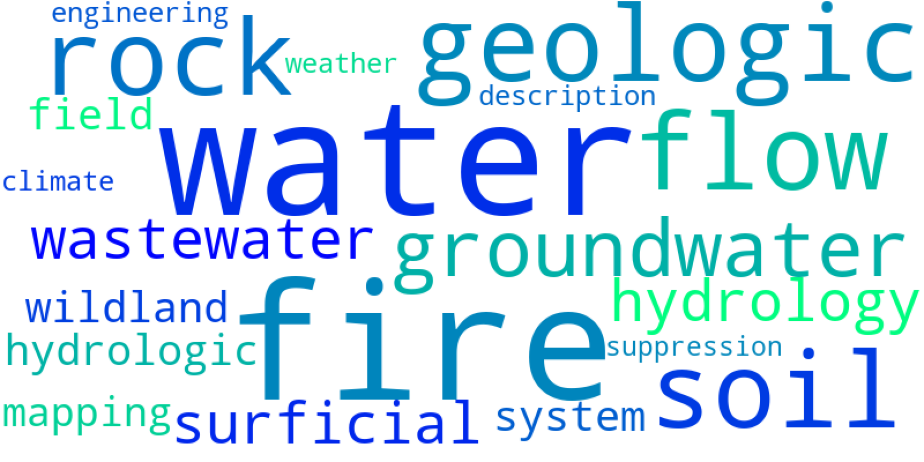 engineering
rock
weather
geologic
description
field
water
flow
climate
wastewater
groundwater
wildland
fire
hydrology
hydrologic
suppression
soil
mapping
surficial
system